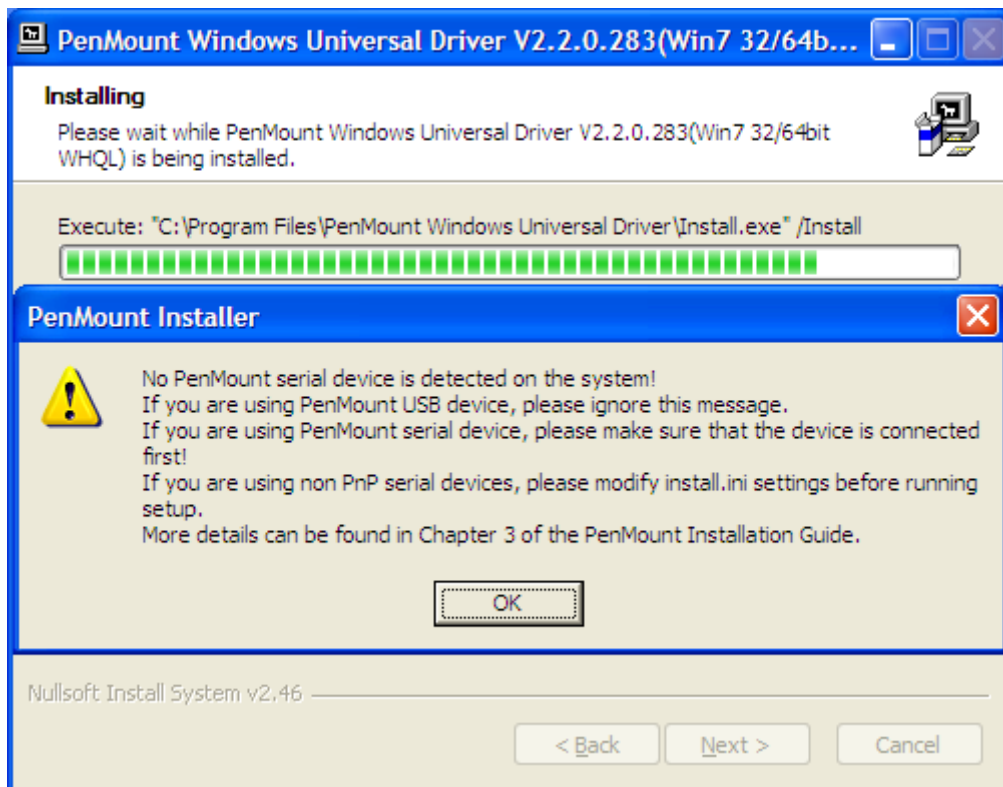 PenMount Windows Universal Driver V2.2.0.283(Win7 32/64b...
Installing
Please wait while PenMount Windows Universal Driver V2.2.0.283(Win7 32/64bit
WHQL) is being installed.
Execute: "C:\Program Files\PenMount Windows Universal Driver\Install.exe" /Install
PenMount Installer
No PenMount serial device is detected on the system!
If you are using PenMount USB device, please ignore this message.
If you are using PenMount serial device, please make sure that the device is connected
first!
If you are using non PnP serial devices, please modify install.ini settings before running
setup.
More details can be found in Chapter 3 of the PenMount Installation Guide.
OK
Nullsoft Install System v2.46
< Back Next > Cancel